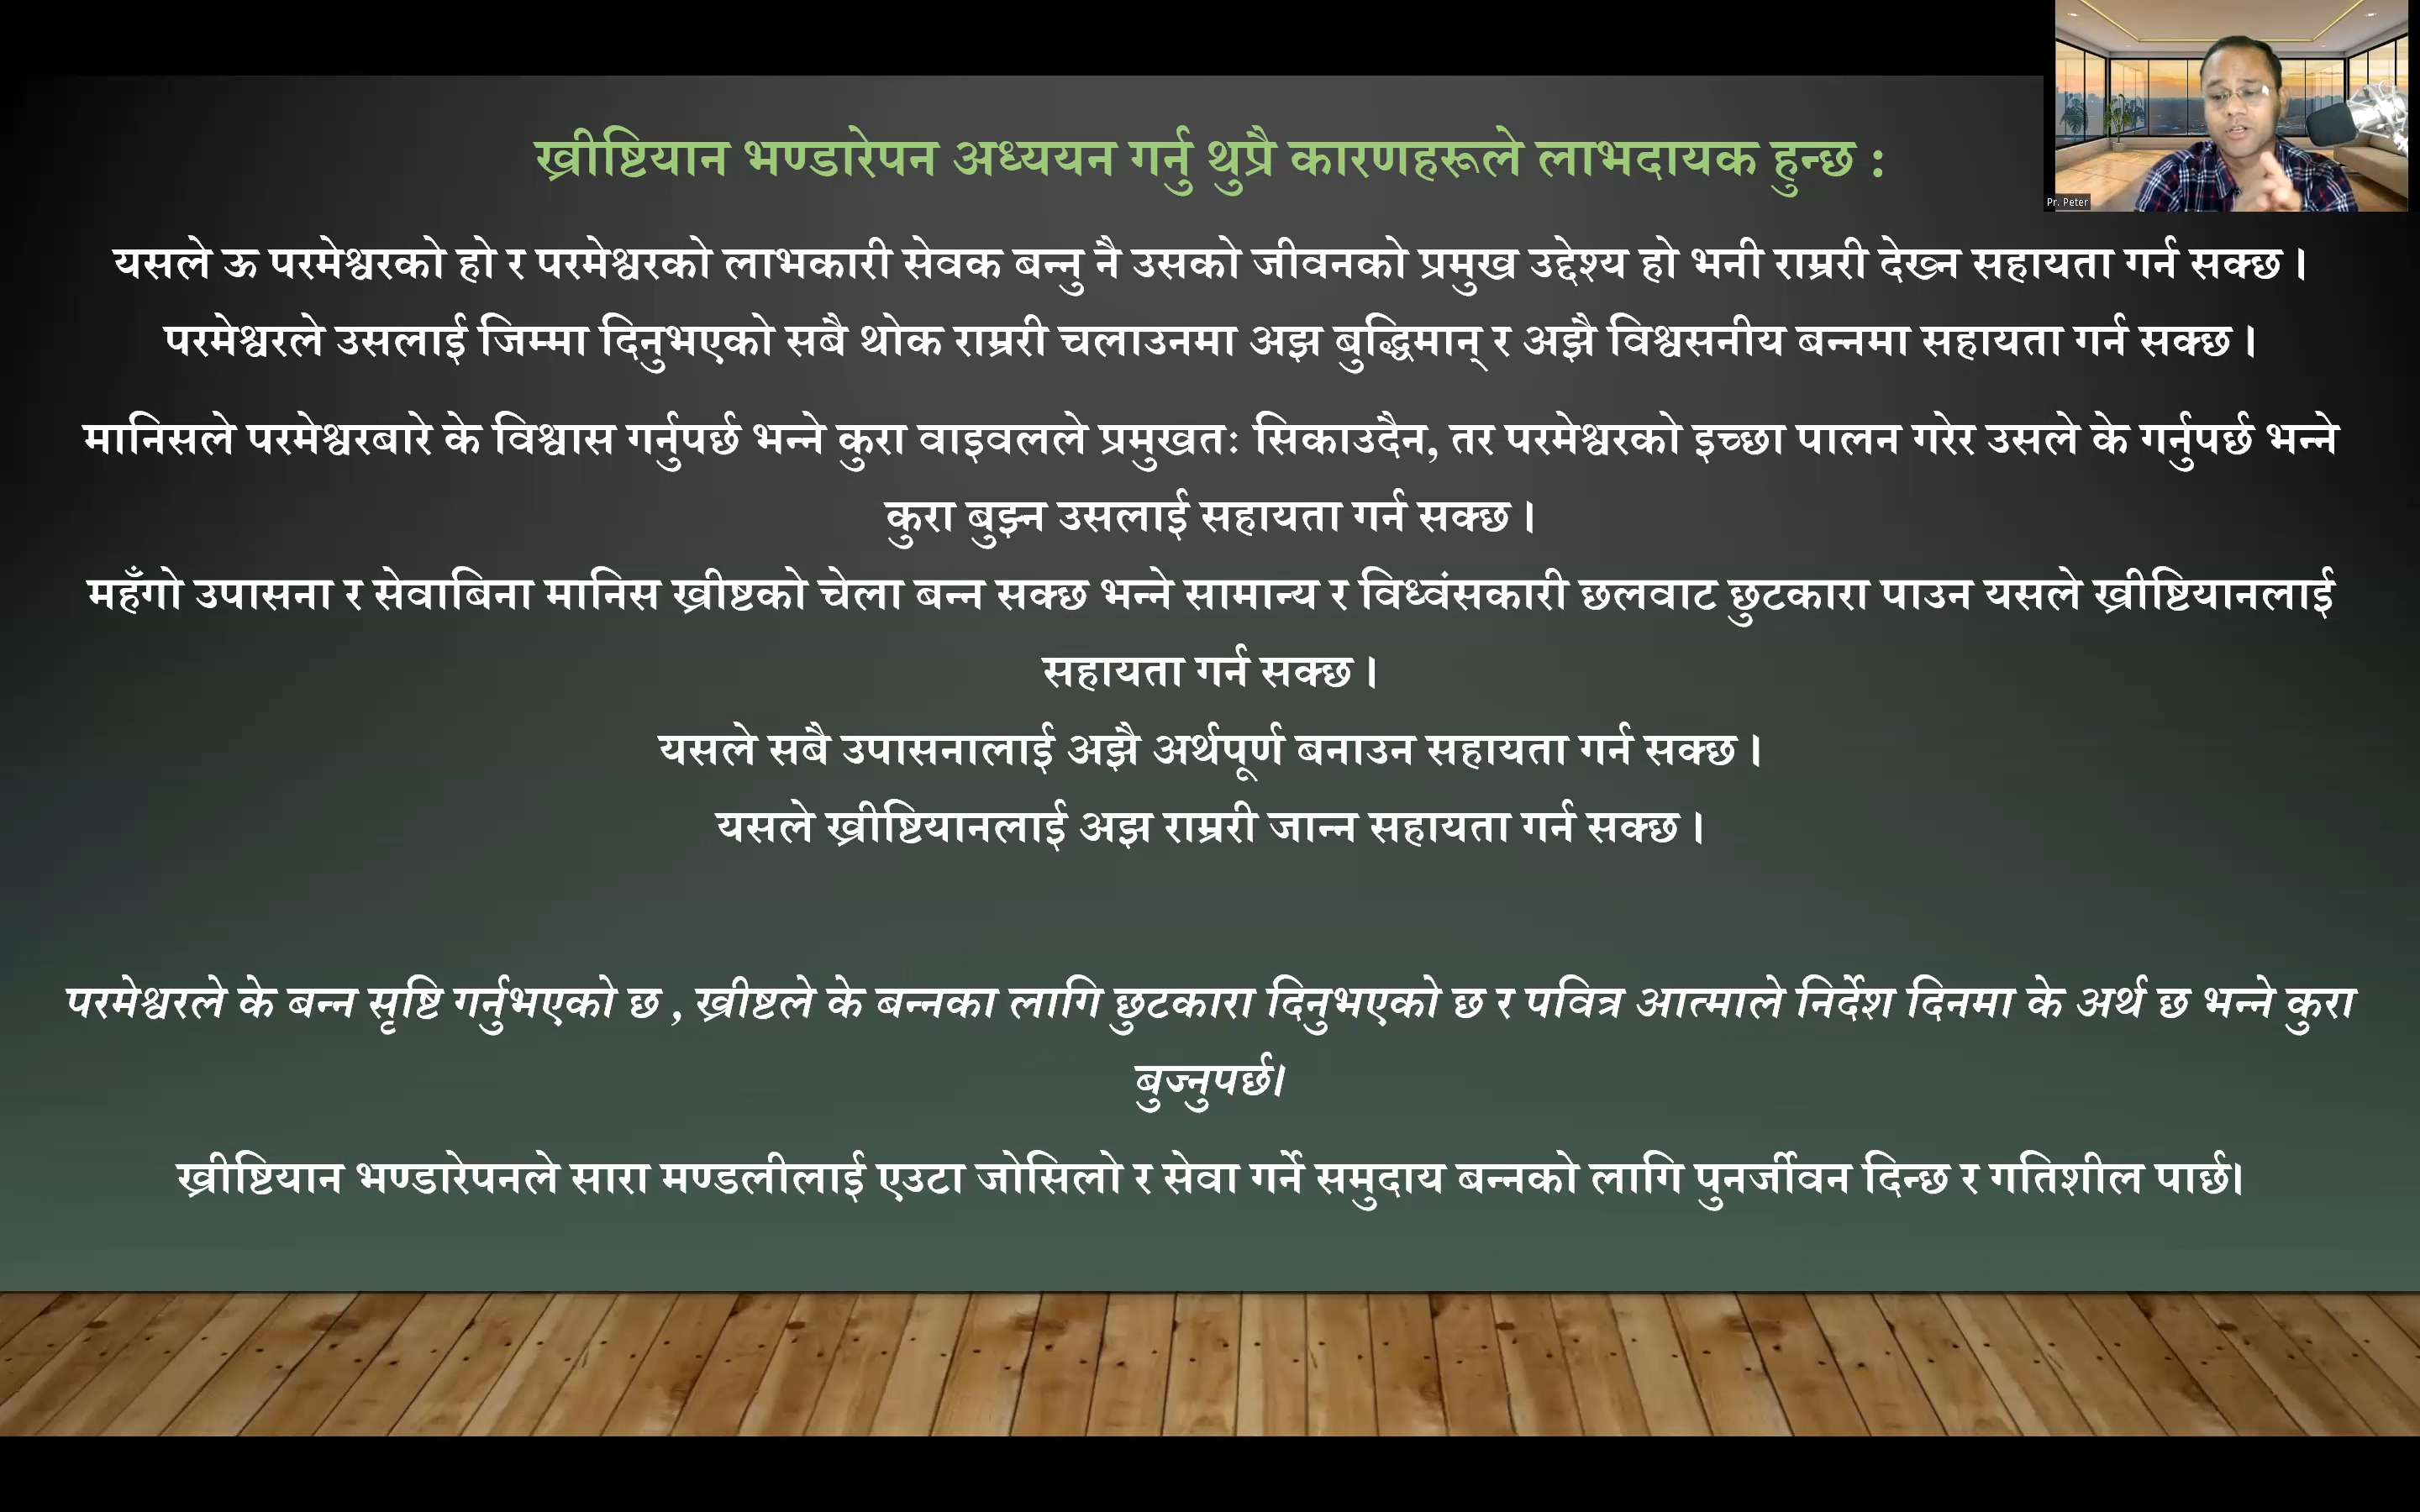 ख्रीष्टियान भण्डारेपन अध्ययन गर्नु थुप्रै कारणहरूले लाभदायक हुन्छ :
Pr. Peter
यसले ऊ परमेश्वरको हो र परमेश्वरको लाभकारी सेवक बन्नु नै उसको जीवनको प्रमुख उद्देश्य हो भनी राम्ररी देख्न सहायता गर्न सक्छ ।
परमेश्वरले उसलाई जिम्मा दिनुभएको सबै थोक राम्ररी चलाउनमा अझ बुद्धिमान् र अझै विश्वसनीय बन्नमा सहायता गर्न सक्छ ।
मानिसले परमेश्वरबारे के विश्वास गर्नुपर्छ भन्ने कुरा वाइवलले प्रमुखतः सिकाउदैन, तर परमेश्वरको इच्छा पालन गरेर उसले के गर्नुपर्छ भन्ने
कुरा बुझ्न उसलाई सहायता गर्न सक्छ ।
महँगो उपासना र सेवाबिना मानिस ख्रीष्टको चेला बन्न सक्छ भन्ने सामान्य र विध्वंसकारी छलवाट छुटकारा पाउन यसले ख्रीष्टियानलाई
सहायता गर्न सक्छ ।
यसले सबै उपासनालाई अझै अर्थपूर्ण बनाउन सहायता गर्न सक्छ ।
यसले ख्रीष्टियानलाई अझ राम्ररी जान्न सहायता गर्न सक्छ ।
परमेश्वरले के बन्न सृष्टि गर्नुभएको छ , ख्रीष्टले के बन्नका लागि छुटकारा दिनुभएको छ र पवित्र आत्माले निर्देश दिनमा के अर्थ छ भन्ने कुरा
बुज्नुपर्छ।
ख्रीष्टियान भण्डारेपनले सारा मण्डलीलाई एउटा जोसिलो र सेवा गर्ने समुदाय बन्नको लागि पुनर्जीवन दिन्छ र गतिशील पार्छ।